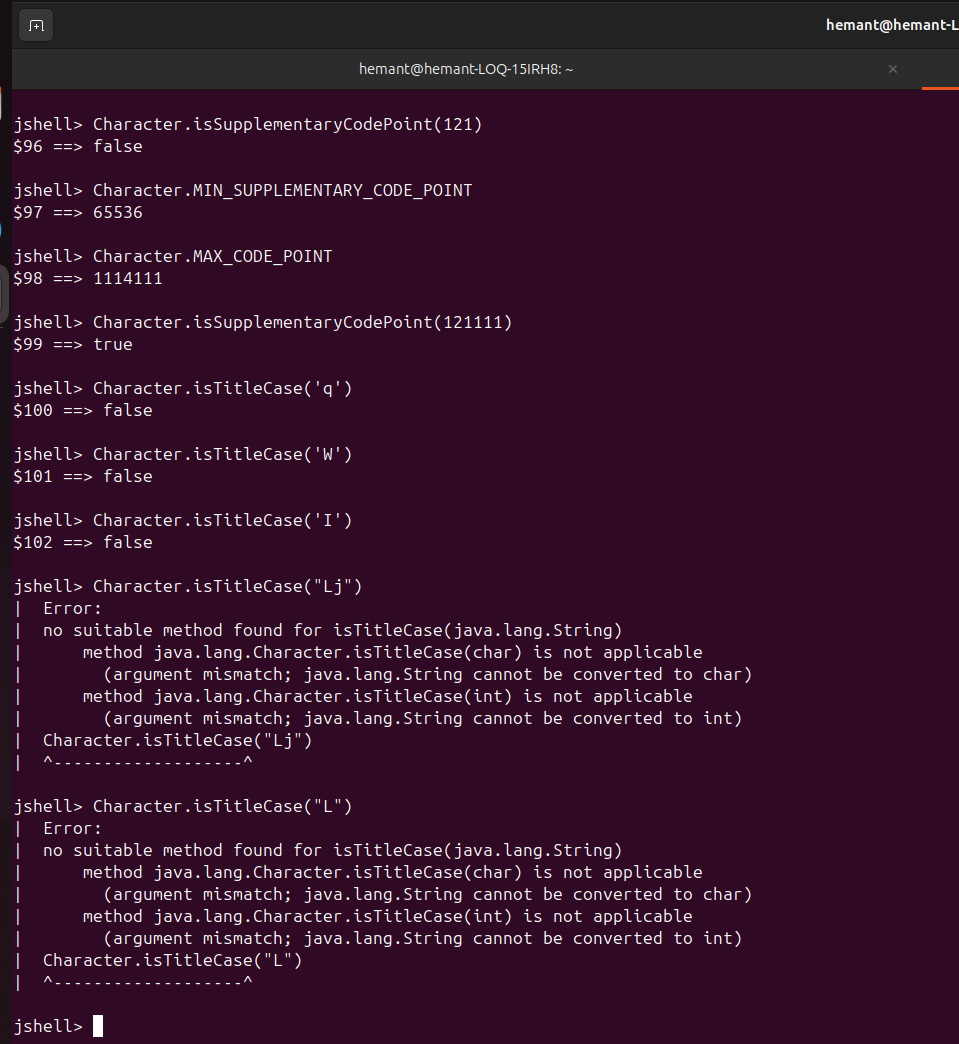 hemant@hemant-L
hemant@hemant-LOQ-15IRH8: ~
jshell> Character.isSupplementaryCodePoint(121)
$96 ==> false
jshell> Character.MIN_SUPPLEMENTARY_CODE_POINT
$97 ==> 65536
jshell> Character.MAX_CODE_POINT
$98 ==> 1114111
jshell> Character.isSupplementaryCodePoint(121111)
$99 ==> true
jshell> Character.isTitleCase('q')
$100 ==> false
jshell> Character.isTitleCase('W')
$101 ==> false
jshell> Character.isTitleCase('I')
$102 ==> false
jshell> Character.isTitleCase("Lj")
|  Error:
|  no suitable method found for isTitleCase(java.lang.String)
|      method java.lang.Character.isTitleCase(char) is not applicable
|        (argument mismatch; java.lang.String cannot be converted to char)
|      method java.lang.Character.isTitleCase(int) is not applicable
|        (argument mismatch; java.lang.String cannot be converted to int)
|  Character.isTitleCase("Lj")
|  ^-------------------^
jshell> Character.isTitleCase("L")
|  Error:
|  no suitable method found for isTitleCase(java.lang.String)
|      method java.lang.Character.isTitleCase(char) is not applicable
|        (argument mismatch; java.lang.String cannot be converted to char)
|      method java.lang.Character.isTitleCase(int) is not applicable
|        (argument mismatch; java.lang.String cannot be converted to int)
|  Character.isTitleCase("L")
|  ^-------------------^
jshell>